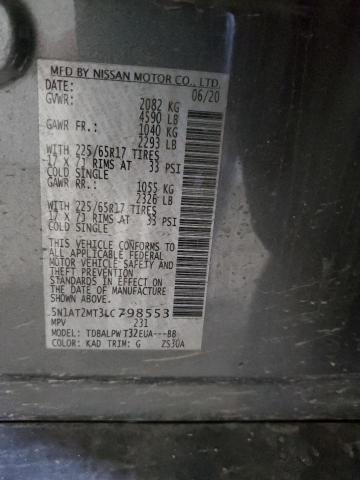 MFD BY NISSAN MOTOR CO., LTD.
DATE: 06/20
GVWR: 2082 KG
4590 LB
GAWR FR.: 1040 KG
2293 LB
WITH 225/65R17 TIRES
17 X 7J RIMS AT 33 PSI
COLD SINGLE
GAWR RR.: 1055 KG
2326 LB
WITH 225/65R17 TIRES
17 X 7J RIMS AT 33 PSI
COLD SINGLE
THIS VEHICLE CONFORMS TO
ALL APPLICABLE FEDERAL
MOTOR VEHICLE SAFETY AND
THEFT PREVENTION
STANDARDS IN EFFECT ON
THE DATE OF MANUFACTURE
SHOWN ABOVE.
5N1AT2MT3LC798553
MPV 231
MODEL: TDBALPWT32EUA---BB
COLOR: KAD TRIM: G ZS30A